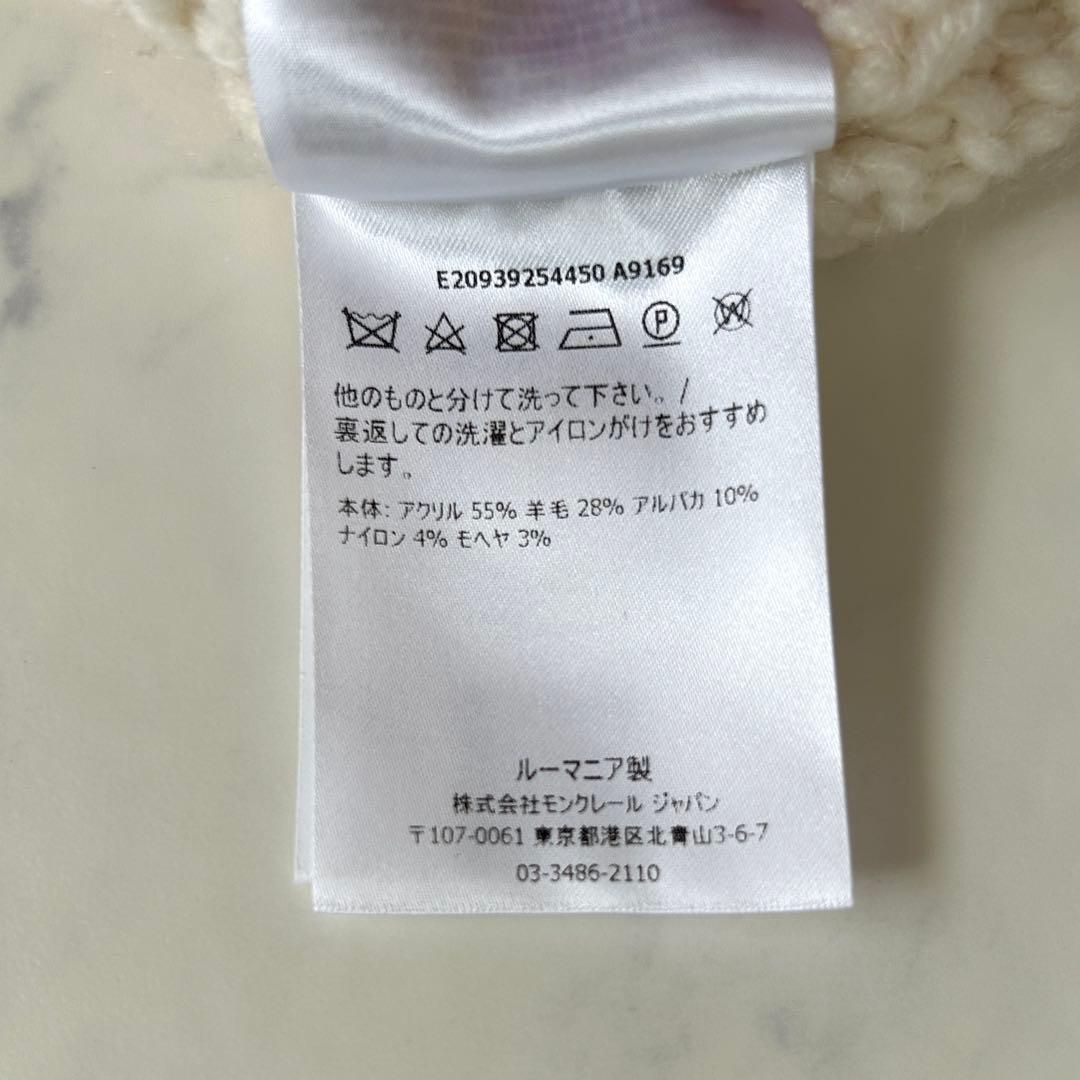 E20939254450 A9169
P W
他のものと分けて洗って下さい。/
裏返しての洗濯とアイロンがけをおすすめ
します。
本体: アクリル 55% 羊毛 28% アルパカ 10%
ナイロン 4% モヘヤ 3%
ルーマニア製
株式会社モンクレール ジャパン
〒107-0061 東京都港区北青山3-6-7
03-3486-2110